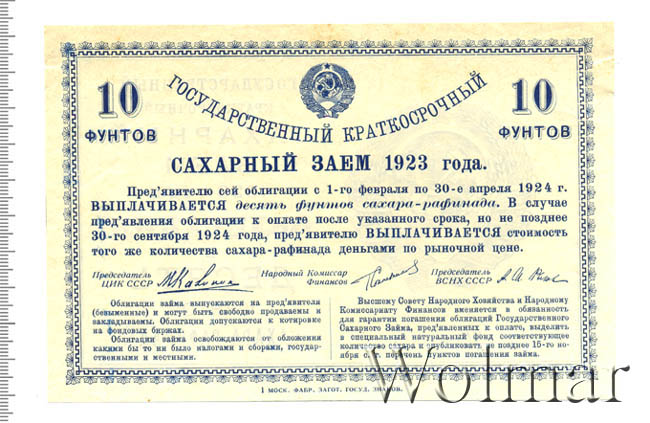 ГОСУДАРСТВЕННЫЙ КРАТКОСРОЧНЫЙ
10
ФУНТОВ
10
ФУНТОВ
САХАРНЫЙ ЗАЕМ 1923 года.
Пред'явителю сей облигации с 1-го февраля по 30-е апреля 1924 г.
ВЫПЛАЧИВАЕТСЯ десять фунтов сахара-рафинада. В случае
пред'явления облигации к оплате после указанного срока, но не позднее
30-го сентября 1924 года, пред'явителю ВЫПЛАЧИВАЕТСЯ стоимость
того же количества сахара-рафинада деньгами по рыночной цене.
Председатель
ЦИК СССР
Народный Комиссар
Финансов
Председатель
ВСНХ СССР
Облигации займа выпускаются на пред'явителя
(безыменные) и могут быть свободно продаваемы и
закладываемы. Облигации допускаются к котировке
на фондовых биржах.
Облигации займа освобождаются от обложения
какими бы то ни было налогами и сборами, государ-
ственными и местными.
Высшему Совету Народного Хозяйства и Народному
Комиссариату Финансов вменяется в обязанность
для гарантии погашения облигаций Государственного
Сахарного Займа, пред'явленных к оплате, выделить
в специальный натуральный фонд соответствующее
количество сахара и опубликовать, не позднее 15-го
ноября с. г. перечень пунктов погашения займа.
1 МОСК. ФАБР. ЗАГОТ. ГОСУД. ЗНАКОВ.
Wolmar